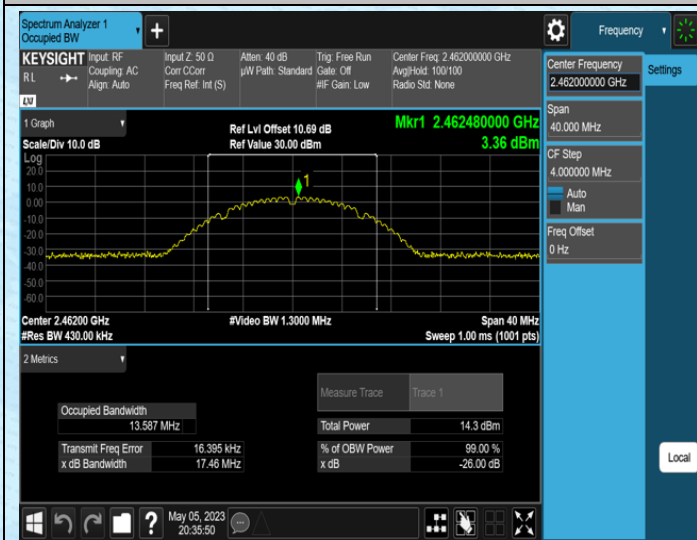 Spectrum Analyzer 1
Occupied BW
Frequency
KEYSIGHT
R L
LXI
Input: RF
Coupling: AC
Align: Auto
Input Z: 50 Ω
Corr CCorr
Freq Ref: Int (S)
Atten: 40 dB
µW Path: Standard
Trig: Free Run
Gate: Off
#IF Gain: Low
Center Freq: 2.462000000 GHz
Avg|Hold: 100/100
Radio Std: None
Center Frequency
2.462000000 GHz
Settings
Span
40.000 MHz
CF Step
4.000000 MHz
Auto
Man
Freq Offset
0 Hz
Local
1 Graph
Scale/Div 10.0 dB
Ref Lvl Offset 10.69 dB
Ref Value 30.00 dBm
Mkr1 2.462480000 GHz
3.36 dBm
Log
20.0
10.0
0.00
-10.0
-20.0
-30.0
-40.0
-50.0
-60.0
1
Center 2.46200 GHz
#Res BW 430.00 kHz
#Video BW 1.3000 MHz
Span 40 MHz
Sweep 1.00 ms (1001 pts)
2 Metrics
Measure Trace
Trace 1
Occupied Bandwidth
13.587 MHz
Total Power
14.3 dBm
Transmit Freq Error
16.395 kHz
% of OBW Power
99.00 %
x dB Bandwidth
17.46 MHz
x dB
-26.00 dB
?
May 05, 2023
20:35:50